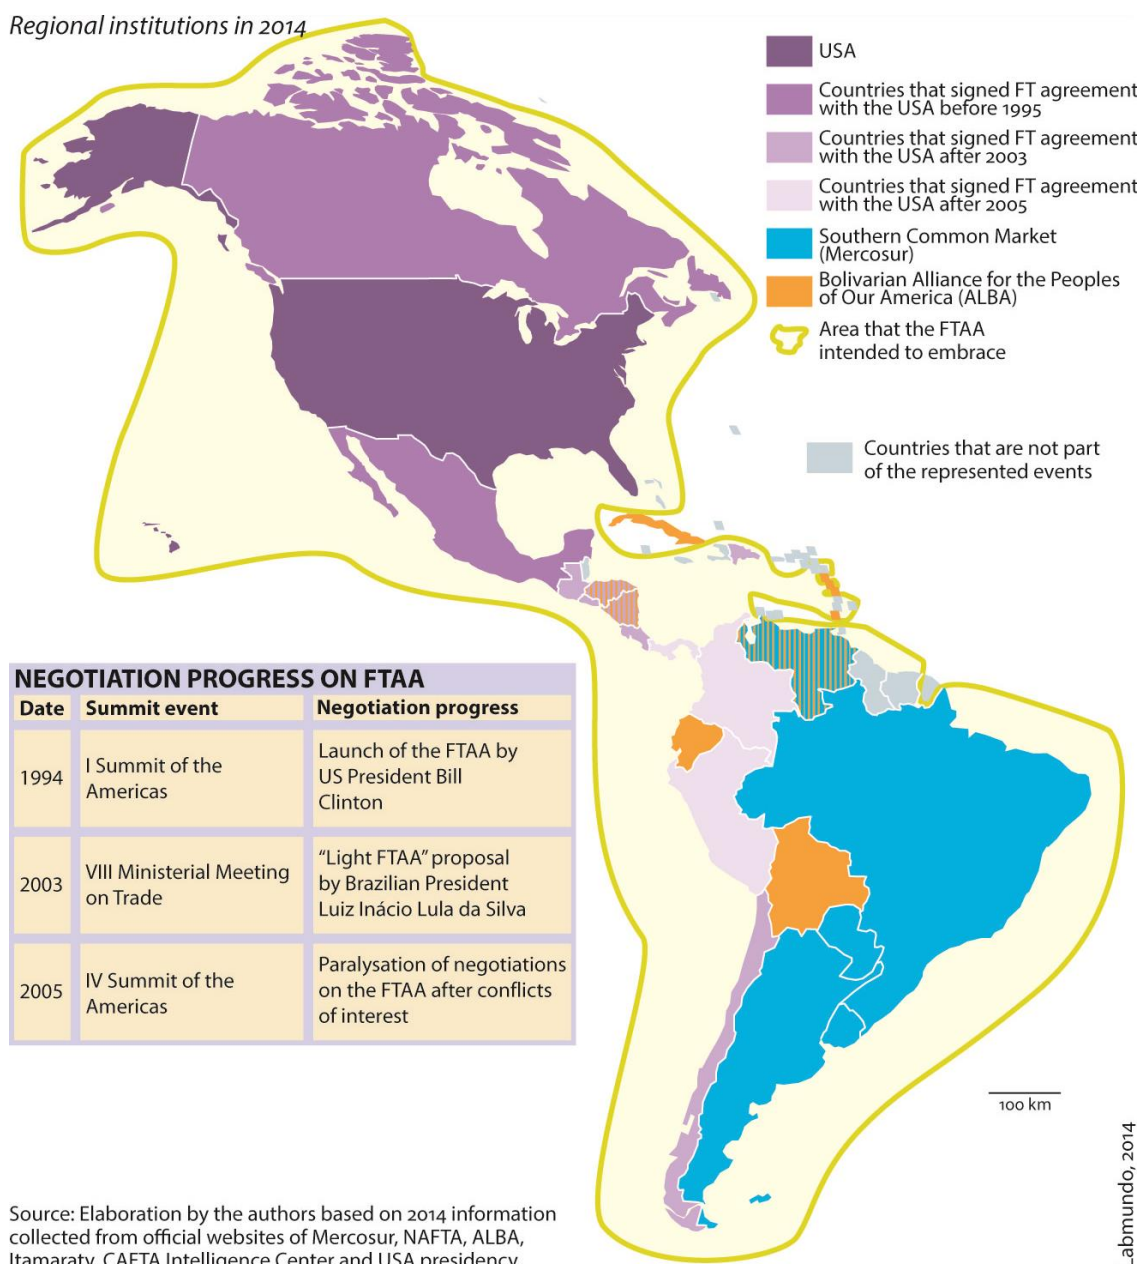 Regional institutions in 2014
USA
Countries that signed FT agreement
with the USA before 1995
Countries that signed FT agreement
with the USA after 2003
Countries that signed FT agreement
with the USA after 2005
Southern Common Market
(Mercosur)
Bolivarian Alliance for the Peoples
of Our America (ALBA)
Area that the FTAA
intended to embrace
Countries that are not part
of the represented events
NEGOTIATION PROGRESS ON FTAA
Date Summit event Negotiation progress
1994
I Summit of the
Americas
Launch of the FTAA by
US President Bill
Clinton
2003
VIII Ministerial Meeting
on Trade
“Light FTAA” proposal
by Brazilian President
Luiz Inácio Lula da Silva
2005
IV Summit of the
Americas
Paralysation of negotiations
on the FTAA after conflicts
of interest
100 km
Source: Elaboration by the authors based on 2014 information
collected from official websites of Mercosur, NAFTA, ALBA,
Itamaraty, CAFTA Intelligence Center and USA presidency
Labmundo, 2014